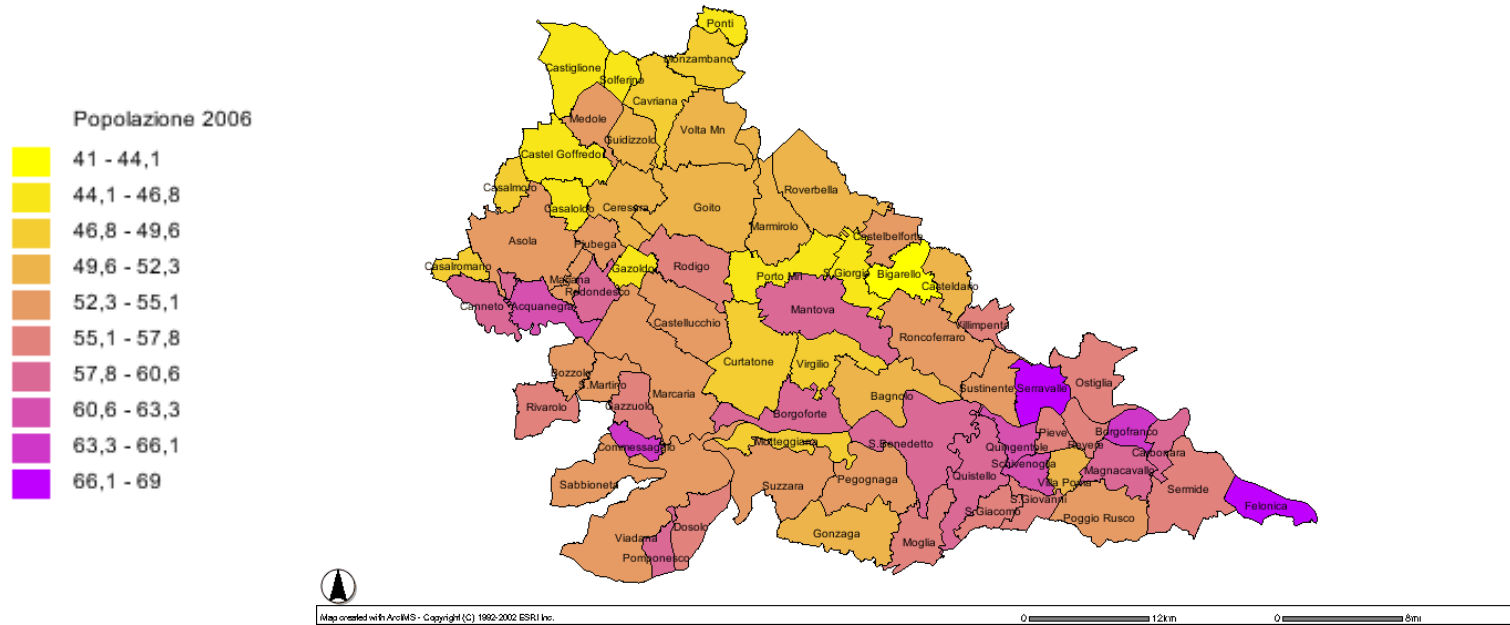 Popolazione 2006
41 - 44,1
44,1 - 46,8
46,8 - 49,6
49,6 - 52,3
52,3 - 55,1
55,1 - 57,8
57,8 - 60,6
60,6 - 63,3
63,3 - 66,1
66,1 - 69
Ponti
Monzambano
Castiglione
Solferino
Cavriana
Medole
Volta Mn
Guidizzolo
Castel Goffredo
Casalmoro
Roverbella
Casaloldo
Ceresara
Goito
Marmirolo
Castelbelforte
Asola
Piubega
Casalromano
Gazoldo
Rodigo
Porto Mn
S.Giorgio
Bigarello
Casteldario
Mariana
Redondesco
Canneto
Acquanegra
Mantova
Castellucchio
Villimpenta
Roncoferraro
Curtatone
Virgilio
Bozzolo
S.Martino
Sustinente
Serravalle
Ostiglia
Marcaria
Bagnolo
Rivarolo
Gazzuolo
Borgoforte
Pieve
Borgofranco
Commessaggio
Motteggiana
S.Benedetto
Quingentole
Revere
Carbonara
Schivenoglia
Magnacavallo
Sabbioneta
Suzzara
Pegognaga
Quistello
Villa Poma
Sermide
S.Giovanni
S.Giacomo
Poggio Rusco
Felonica
Viadana
Dosolo
Gonzaga
Moglia
Pomponesco
Map created with ArcIMS - Copyright (C) 1992-2002 ESRI Inc.
0 12km
0 8mi